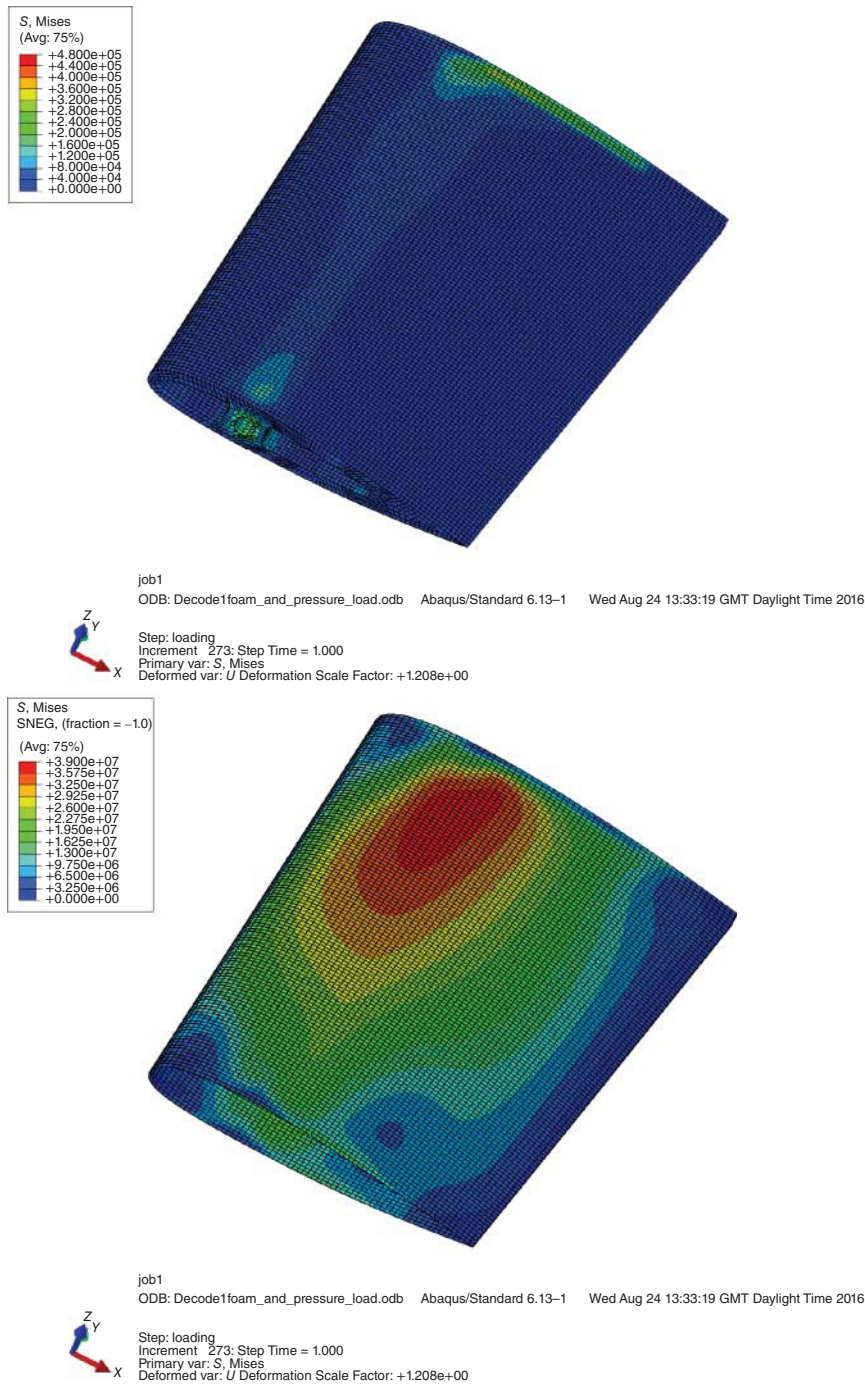 S, Mises
(Avg: 75%)
+4.800e+05
+4.400e+05
+4.000e+05
+3.600e+05
+3.200e+05
+2.800e+05
+2.400e+05
+2.000e+05
+1.600e+05
+1.200e+05
+8.000e+04
+4.000e+04
+0.000e+00
job1
ODB: Decode1foam_and_pressure_load.odb Abaqus/Standard 6.13–1 Wed Aug 24 13:33:19 GMT Daylight Time 2016
Z
Y
X
Step: loading
Increment 273: Step Time = 1.000
Primary var: S, Mises
Deformed var: U Deformation Scale Factor: +1.208e+00
S, Mises
SNEG, (fraction = –1.0)
(Avg: 75%)
+3.900e+07
+3.575e+07
+3.250e+07
+2.925e+07
+2.600e+07
+2.275e+07
+1.950e+07
+1.625e+07
+1.300e+07
+9.750e+06
+6.500e+06
+3.250e+06
+0.000e+00
job1
ODB: Decode1foam_and_pressure_load.odb Abaqus/Standard 6.13–1 Wed Aug 24 13:33:19 GMT Daylight Time 2016
Z
Y
X
Step: loading
Increment 273: Step Time = 1.000
Primary var: S, Mises
Deformed var: U Deformation Scale Factor: +1.208e+00